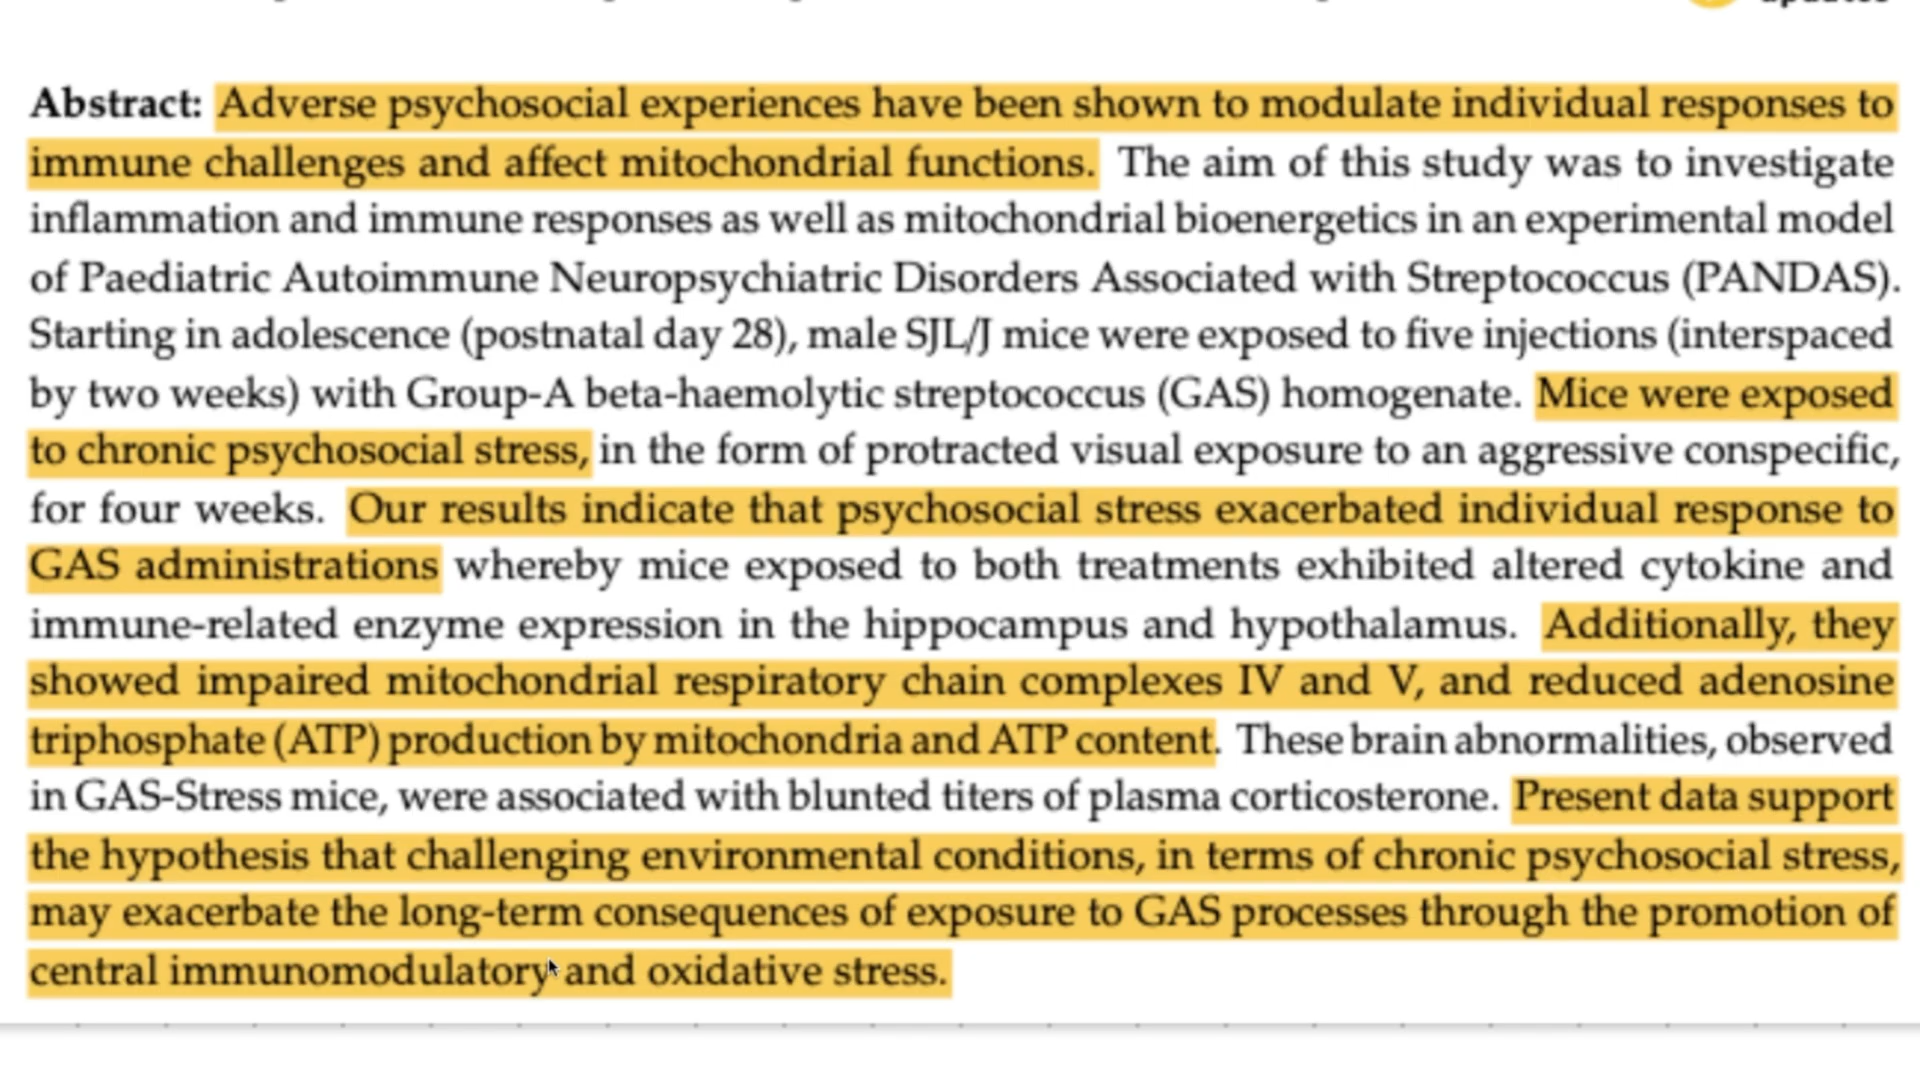 updates
Abstract: Adverse psychosocial experiences have been shown to modulate individual responses to
immune challenges and affect mitochondrial functions. The aim of this study was to investigate
inflammation and immune responses as well as mitochondrial bioenergetics in an experimental model
of Paediatric Autoimmune Neuropsychiatric Disorders Associated with Streptococcus (PANDAS).
Starting in adolescence (postnatal day 28), male SJL/J mice were exposed to five injections (interspaced
by two weeks) with Group-A beta-haemolytic streptococcus (GAS) homogenate. Mice were exposed
to chronic psychosocial stress, in the form of protracted visual exposure to an aggressive conspecific,
for four weeks. Our results indicate that psychosocial stress exacerbated individual response to
GAS administrations whereby mice exposed to both treatments exhibited altered cytokine and
immune-related enzyme expression in the hippocampus and hypothalamus. Additionally, they
showed impaired mitochondrial respiratory chain complexes IV and V, and reduced adenosine
triphosphate (ATP) production by mitochondria and ATP content. These brain abnormalities, observed
in GAS-Stress mice, were associated with blunted titers of plasma corticosterone. Present data support
the hypothesis that challenging environmental conditions, in terms of chronic psychosocial stress,
may exacerbate the long-term consequences of exposure to GAS processes through the promotion of
central immunomodulatory and oxidative stress.